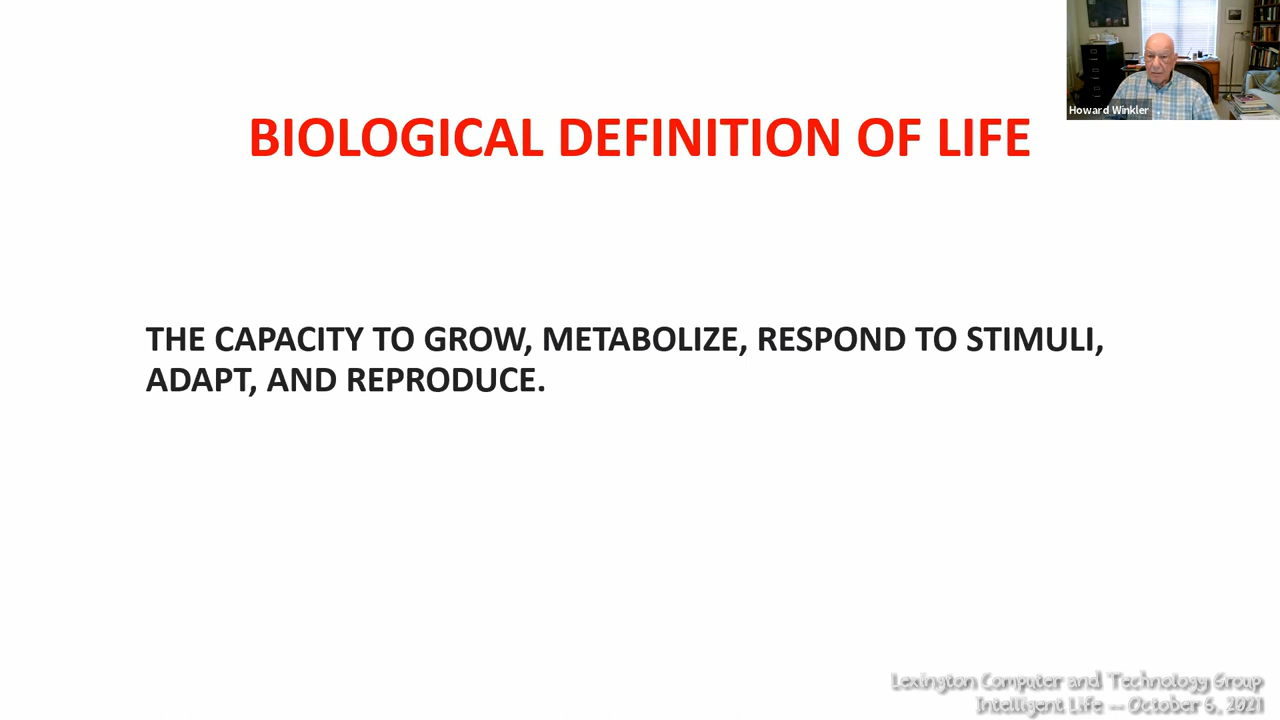 Howard Winkler
BIOLOGICAL DEFINITION OF LIFE
THE CAPACITY TO GROW, METABOLIZE, RESPOND TO STIMULI,
ADAPT, AND REPRODUCE.
Lexington Computer and Technology Group
Intelligent Life -- October 6, 2021